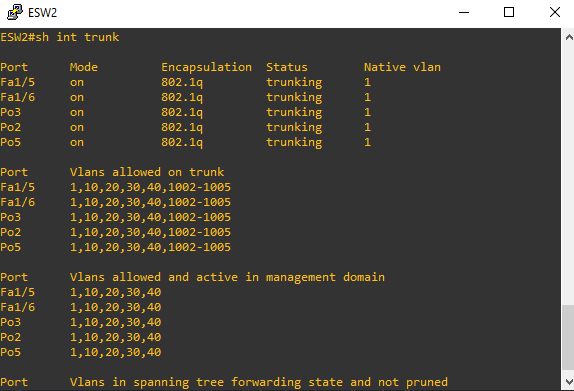 ESW2
ESW2#sh int trunk
Port Mode Encapsulation Status Native vlan
Fa1/5 on 802.1q trunking 1
Fa1/6 on 802.1q trunking 1
Po3 on 802.1q trunking 1
Po2 on 802.1q trunking 1
Po5 on 802.1q trunking 1
Port Vlans allowed on trunk
Fa1/5 1,10,20,30,40,1002-1005
Fa1/6 1,10,20,30,40,1002-1005
Po3 1,10,20,30,40,1002-1005
Po2 1,10,20,30,40,1002-1005
Po5 1,10,20,30,40,1002-1005
Port Vlans allowed and active in management domain
Fa1/5 1,10,20,30,40
Fa1/6 1,10,20,30,40
Po3 1,10,20,30,40
Po2 1,10,20,30,40
Po5 1,10,20,30,40
Port Vlans in spanning tree forwarding state and not pruned